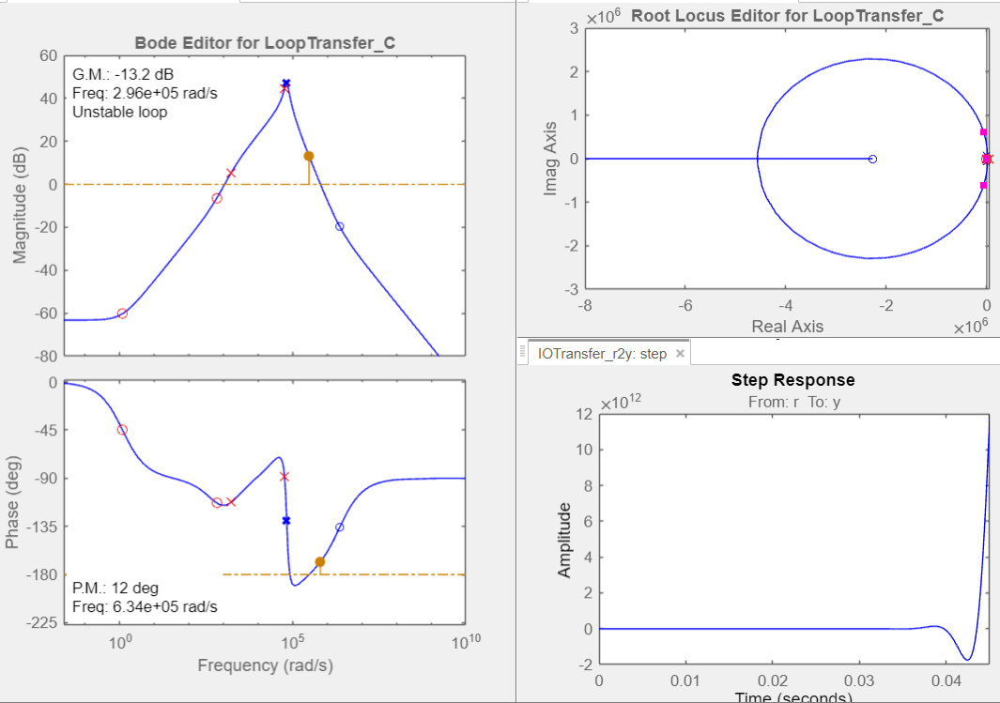 Bode Editor for LoopTransfer_C
60
40
20
0
-20
-40
-60
-80
Magnitude (dB)
G.M.: -13.2 dB
Freq: 2.96e+05 rad/s
Unstable loop
0
-45
-90
-135
-180
-225
Phase (deg)
P.M.: 12 deg
Freq: 6.34e+05 rad/s
10^0
10^5
10^10
Frequency (rad/s)
×10^6
Root Locus Editor for LoopTransfer_C
3
2
1
0
-1
-2
-3
Imag Axis
-8
-6
-4
-2
0
×10^6
Real Axis
IOTransfer_r2y: step ×
Step Response
From: r To: y
×10^12
12
10
8
6
4
2
0
-2
Amplitude
0
0.01
0.02
0.03
0.04
Time (seconds)